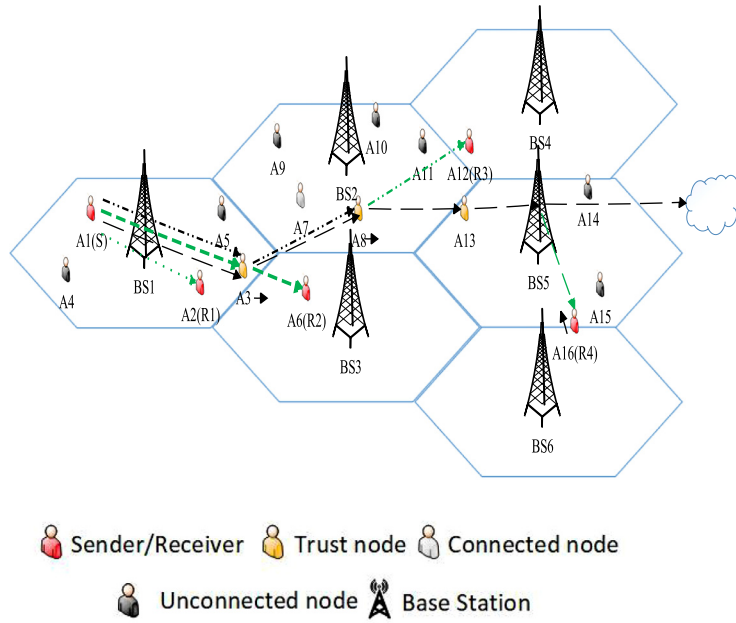 BS4
A10
A9
A11
A12(R3)
BS2
A7
A5
A1(S)
A8
A13
A14
A4
BS1
A3
A2(R1)
A6(R2)
BS5
A15
BS3
A16(R4)
BS6
Sender/Receiver Trust node Connected node
Unconnected node Base Station